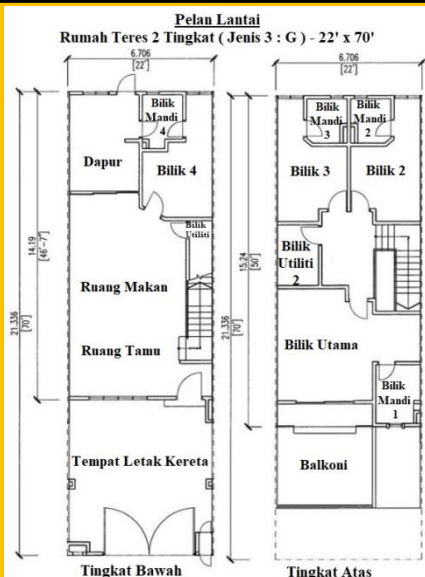 Pelan Lantai
Rumah Teres 2 Tingkat ( Jenis 3 : G ) - 22' x 70'
6.706
[22']
Bilik
Mandi
4
Dapur
Bilik 4
Bilik
Utiliti
Ruang Makan
Ruang Tamu
14.19
[46'-7"]
21.336
[70']
Tempat Letak Kereta
Tingkat Bawah
6.706
[22']
Bilik
Mandi
3
Bilik
Mandi
2
Bilik 3
Bilik 2
Bilik
Utiliti
2
15.24
[50']
21.336
[70']
Bilik Utama
Bilik
Mandi
1
Balkoni
Tingkat Atas